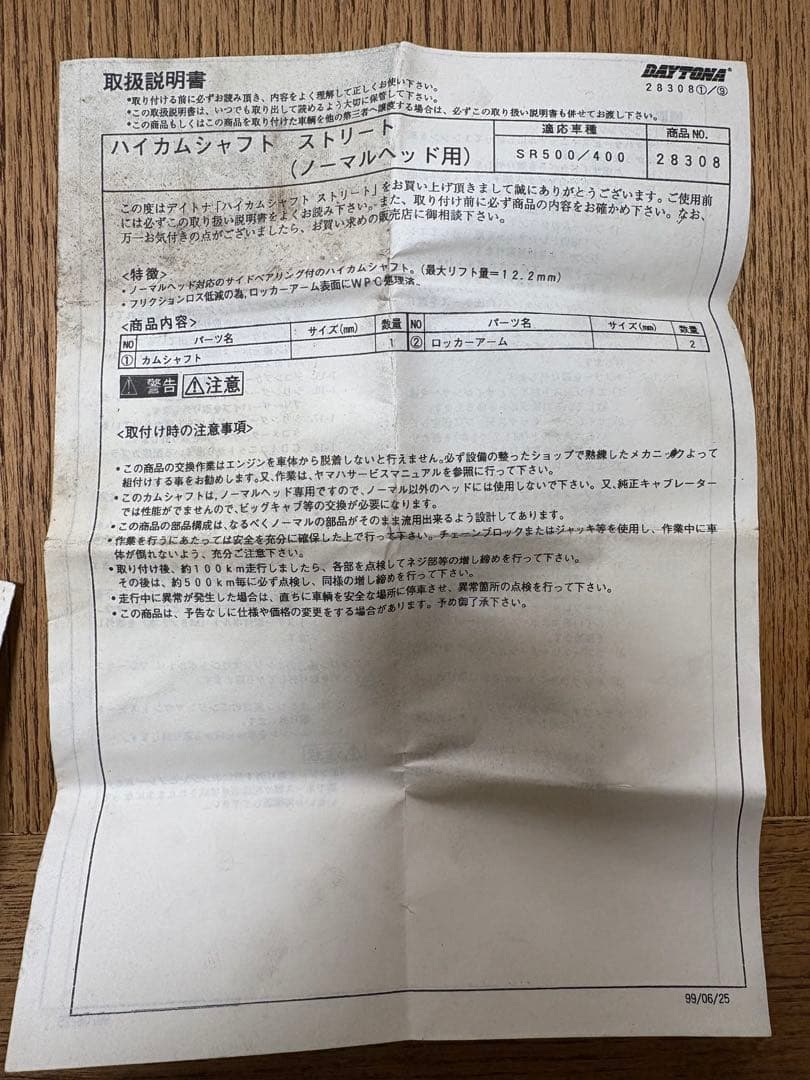 取扱説明書
DAYTONA
28308①/③
•取り付ける前に必ずお読み頂き、内容をよく理解して正しくお使い下さい。
•この取扱説明書は、いつでも取り出して読めるよう大切に保管して下さい。
•この商品もしくはこの商品を取り付けた車輌を他の第三者へ譲渡する場合は、必ずこの取り扱い説明書も併せてお渡し下さい。
ハイカムシャフト ストリート
(ノーマルヘッド用)
適応車種
商品NO.
SR500/400
28308
この度はデイトナ「ハイカムシャフト ストリート」をお買い上げ頂きまして誠にありがとうございます。ご使用前
には必ずこの取り扱い説明書をよくお読み下さい。また、取り付け前に必ず商品の内容をお確かめ下さい。なお、
万一お気付きの点がございましたら、お買い求めの販売店に御相談下さい。
<特徴>
•ノーマルヘッド対応のサイドベアリング付のハイカムシャフト。(最大リフト量=12.2mm)
•フリクションロス低減の為,ロッカーアーム表面にWPC処理済.
<商品内容>
NO パーツ名 サイズ(mm) 数量 NO パーツ名 サイズ(mm) 数量
① カムシャフト 1 ② ロッカーアーム 2
⚠警告 ⚠注意
<取付け時の注意事項>
•この商品の交換作業はエンジンを車体から脱着しないと行えません。必ず設備の整ったショップで熟練したメカニックよって
組付けする事をお勧めします。又、作業は、ヤマハサービスマニュアルを参照に行って下さい。
•このカムシャフトは,ノーマルヘッド専用ですので、ノーマル以外のヘッドには使用しないで下さい。又、純正キャブレーター
では性能がでませんので、ビッグキャブ等の交換が必要になります。
•この商品の部品構成は、なるべくノーマルの部品がそのまま流用出来るよう設計してあります。
•作業を行うにあたっては安全を充分に確保した上で行って下さい。チェーンブロックまたはジャッキ等を使用し、作業中に車
体が倒れないよう、充分ご注意下さい。
•取り付け後、約100km走行しましたら、各部を点検してネジ部等の増し締めを行って下さい。
その後は、約500km毎に必ず点検し、同様の増し締めを行って下さい。
•走行中に異常が発生した場合は、直ちに車輌を安全な場所に停車させ、異常箇所の点検を行って下さい。
•この商品は、予告なしに仕様や価格の変更をする場合があります。予め御了承下さい。
99/06/25